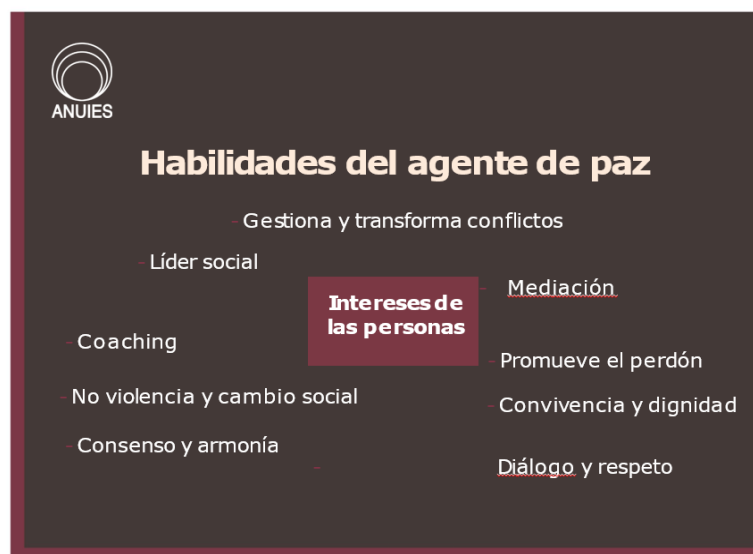 ANUIES
Habilidades del agente de paz
- Gestiona y transforma conflictos
- Líder social
Intereses de
las personas
- Mediación
- Coaching
- Promueve el perdón
- No violencia y cambio social
- Convivencia y dignidad
- Consenso y armonía
- Diálogo y respeto